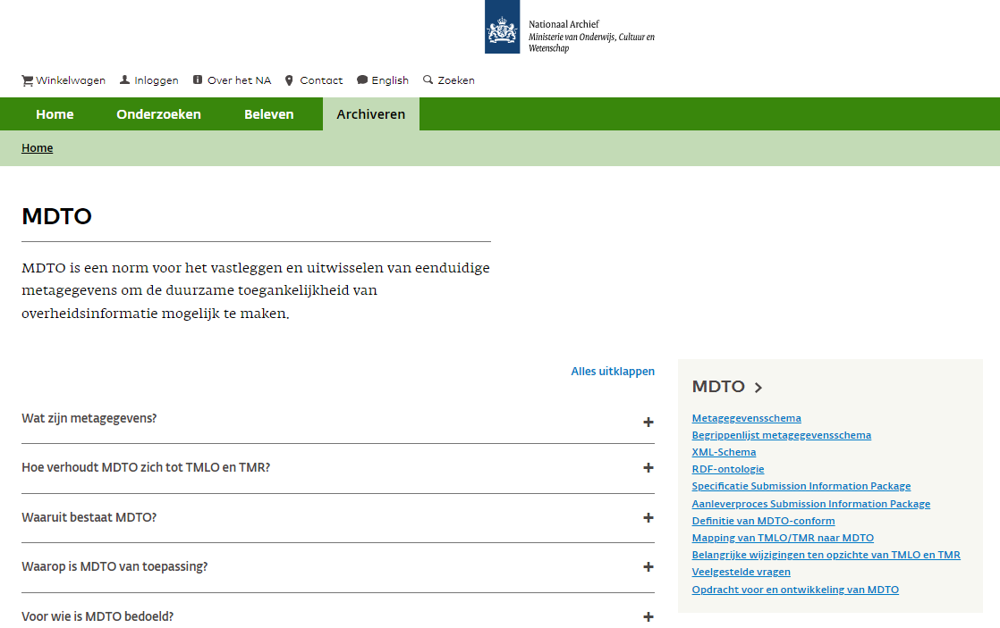 Nationaal Archief
Ministerie van Onderwijs, Cultuur en
Wetenschap
Winkelwagen Inloggen Over het NA Contact English Zoeken
Home Onderzoeken Beleven Archiveren
Home
MDTO
MDTO is een norm voor het vastleggen en uitwisselen van eenduidige
metagegevens om de duurzame toegankelijkheid van
overheidsinformatie mogelijk te maken.
Alles uitklappen
Wat zijn metagegevens?
Hoe verhoudt MDTO zich tot TMLO en TMR?
Waaruit bestaat MDTO?
Waarop is MDTO van toepassing?
Voor wie is MDTO bedoeld?
MDTO
Metagegevensschema
Begrippenlijst metagegevensschema
XML-Schema
RDF-ontologie
Specificatie Submission Information Package
Aanleverproces Submission Information Package
Definitie van MDTO-conform
Mapping van TMLO/TMR naar MDTO
Belangrijke wijzigingen ten opzichte van TMLO en TMR
Veelgestelde vragen
Opdracht voor en ontwikkeling van MDTO